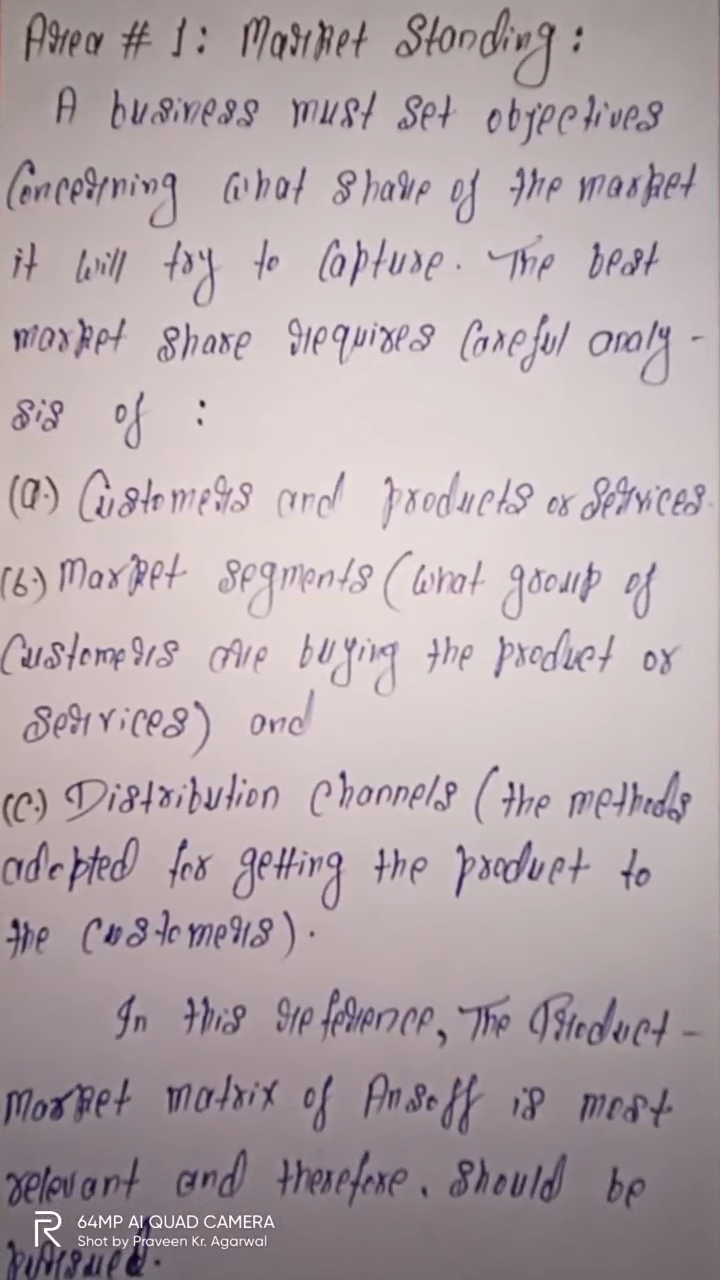 Area # 1: Market Standing:
A business must set objectives
Concerning what share of the market
it will try to Capture. The best
market share requires Careful analy-
sis of :
(a.) Customers and products or Services.
(b.) Market segments (what group of
Customers are buying the product or
services) and
(c.) Distribution Channels (the methods
adopted for getting the product to
the Customers).
In this reference, The Product-
Market matrix of Ansoff is most
relevant and therefore. Should be
pursued.
R
64MP AI QUAD CAMERA
Shot by Praveen Kr. Agarwal